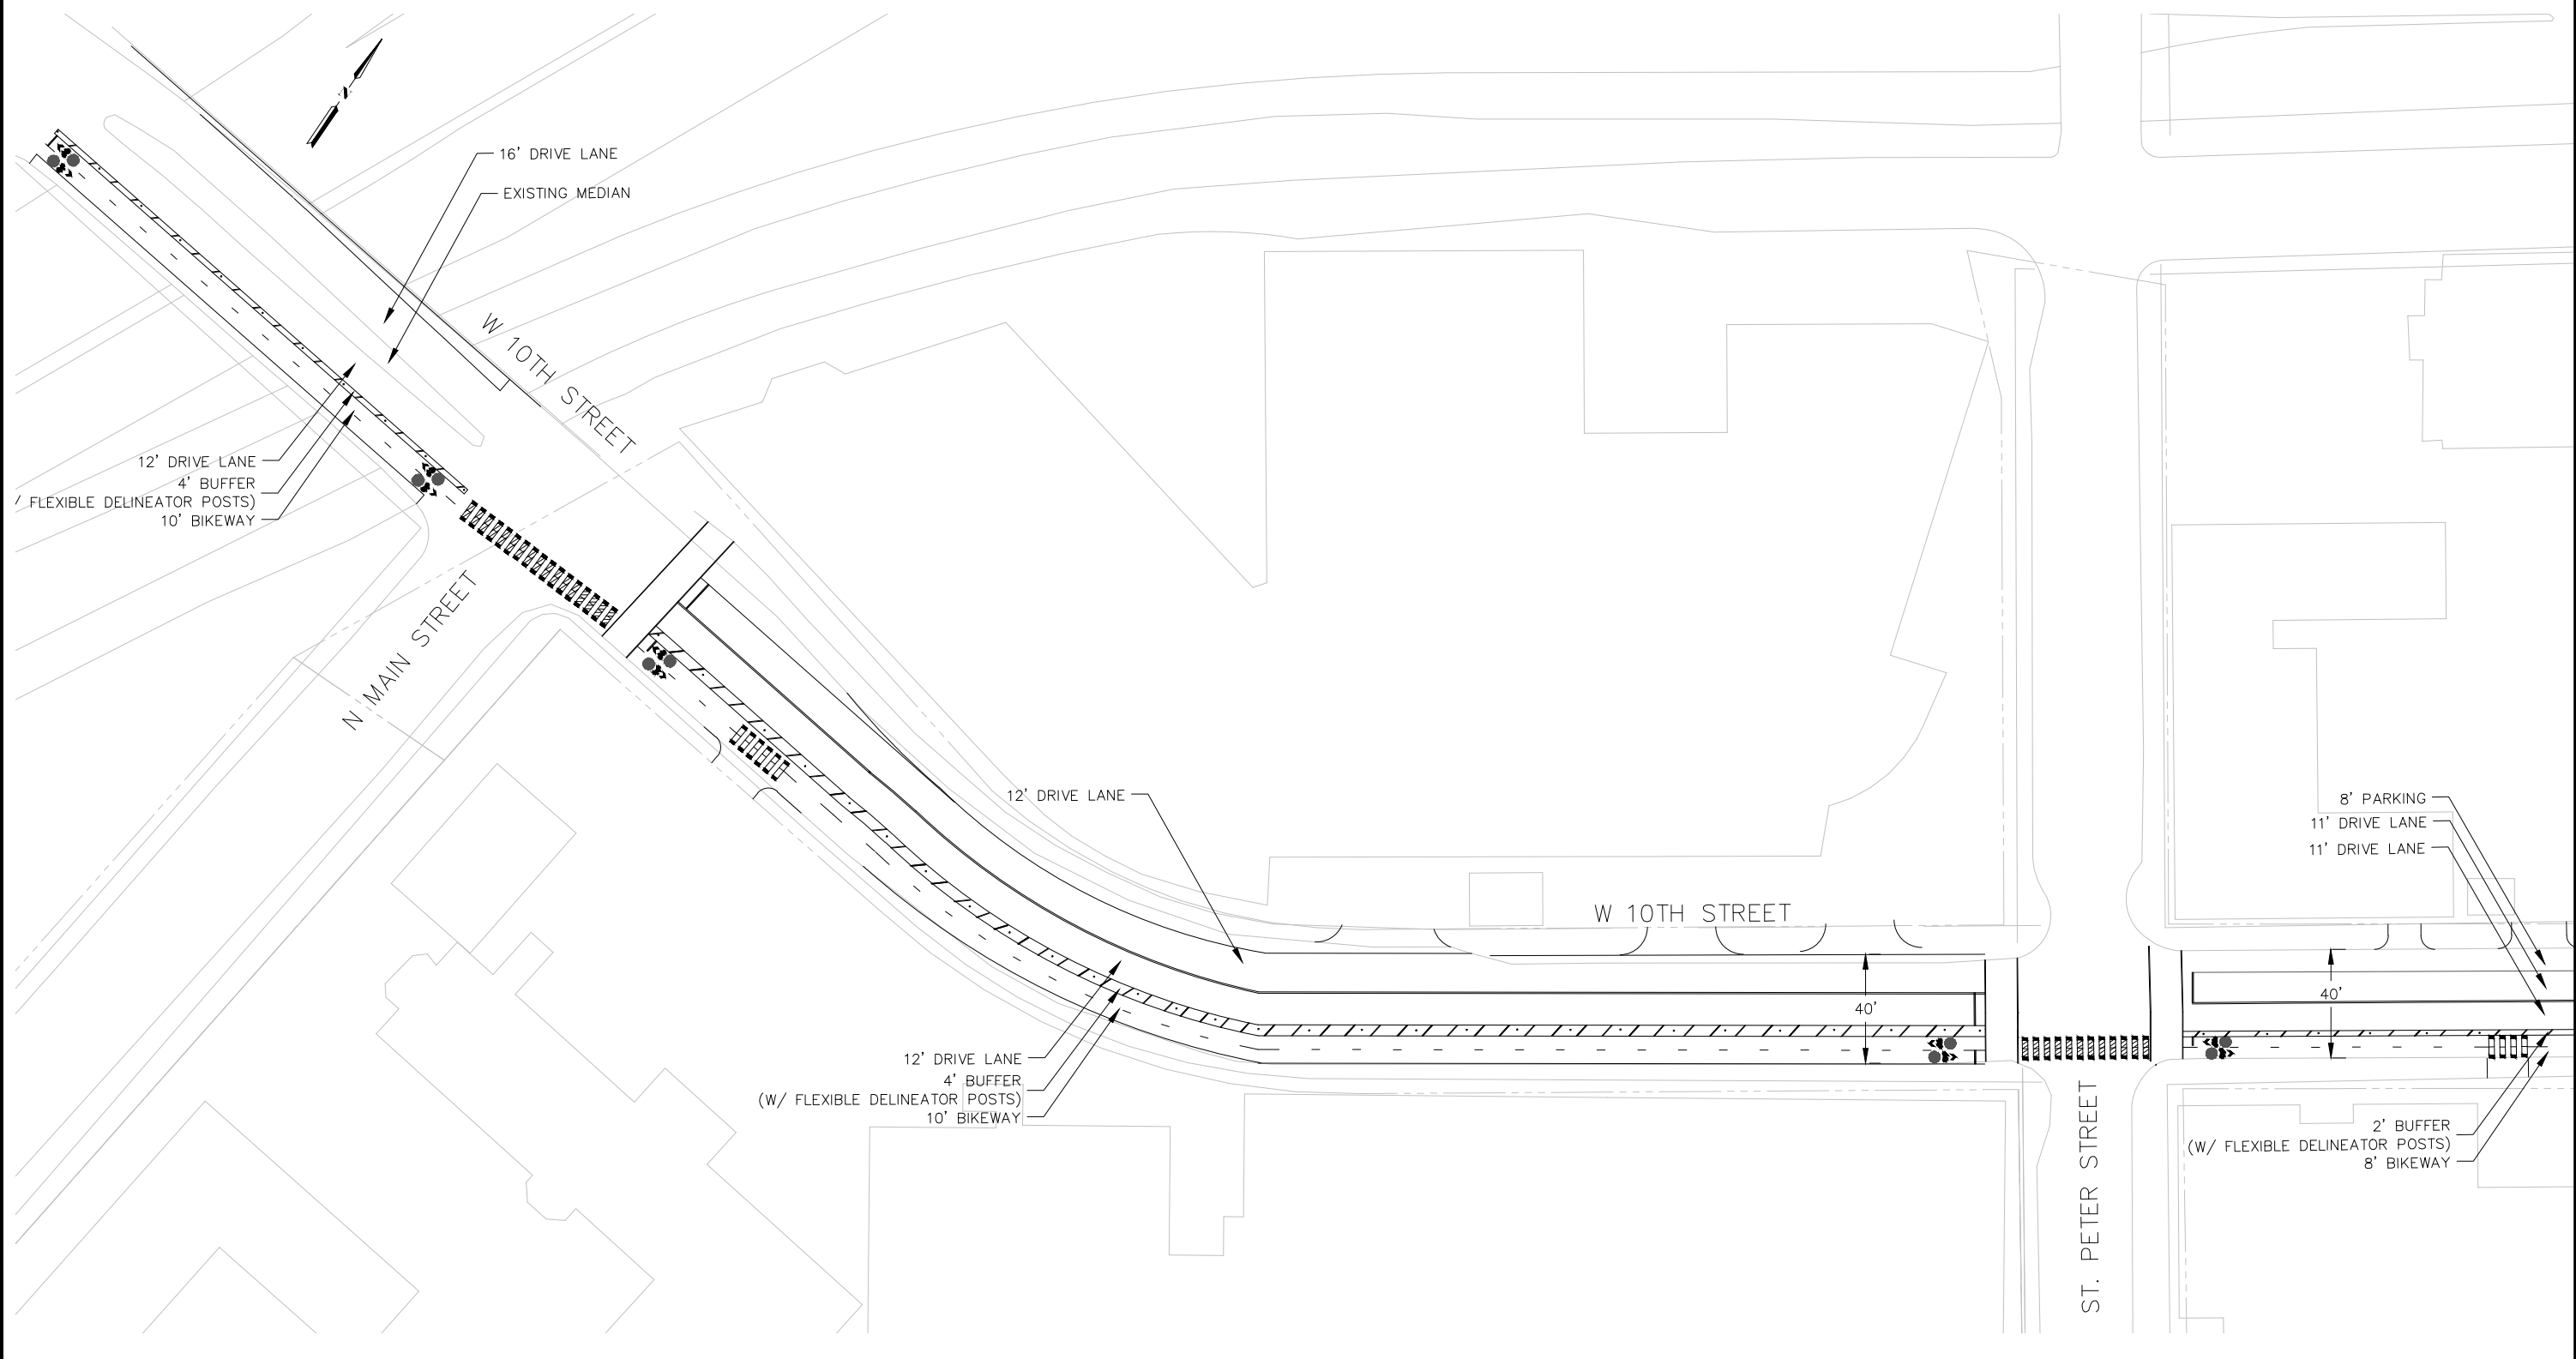 N
16' DRIVE LANE
EXISTING MEDIAN
W 10TH STREET
12' DRIVE LANE
4' BUFFER
/ FLEXIBLE DELINEATOR POSTS)
10' BIKEWAY
N MAIN STREET
12' DRIVE LANE
W 10TH STREET
8' PARKING
11' DRIVE LANE
11' DRIVE LANE
40'
40'
12' DRIVE LANE
4' BUFFER
(W/ FLEXIBLE DELINEATOR POSTS)
10' BIKEWAY
ST. PETER STREET
2' BUFFER
(W/ FLEXIBLE DELINEATOR POSTS)
8' BIKEWAY